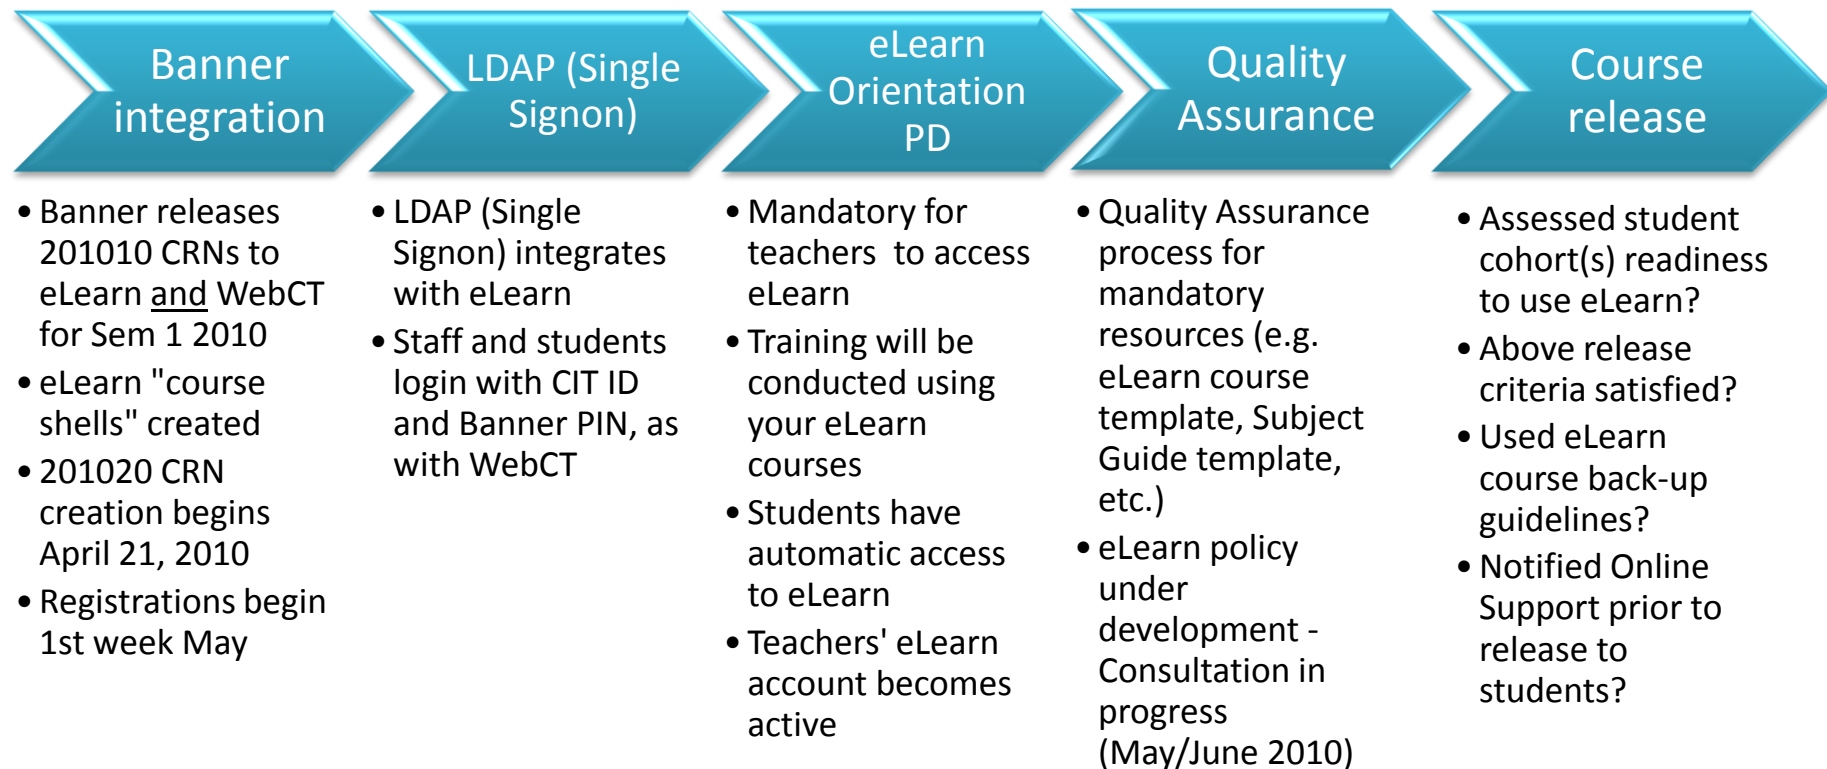 Banner
integration
LDAP (Single
Signon)
eLearn
Orientation
PD
Quality
Assurance
Course
release
• Banner releases
201010 CRNs to
eLearn and WebCT
for Sem 1 2010
• eLearn "course
shells" created
• 201020 CRN
creation begins
April 21, 2010
• Registrations begin
1st week May
• LDAP (Single
Signon) integrates
with eLearn
• Staff and students
login with CIT ID
and Banner PIN, as
with WebCT
• Mandatory for
teachers to access
eLearn
• Training will be
conducted using
your eLearn
courses
• Students have
automatic access
to eLearn
• Teachers' eLearn
account becomes
active
• Quality Assurance
process for
mandatory
resources (e.g.
eLearn course
template, Subject
Guide template,
etc.)
• eLearn policy
under
development -
Consultation in
progress
(May/June 2010)
• Assessed student
cohort(s) readiness
to use eLearn?
• Above release
criteria satisfied?
• Used eLearn
course back-up
guidelines?
• Notified Online
Support prior to
release to
students?